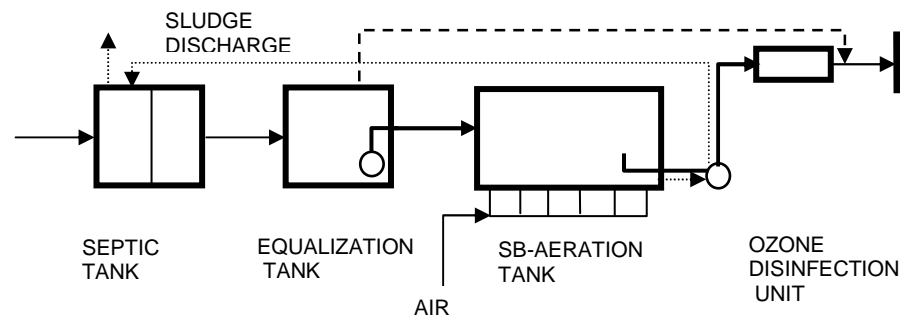 SLUDGE
DISCHARGE
SEPTIC
TANK
EQUALIZATION
TANK
SB-AERATION
TANK
OZONE
DISINFECTION
UNIT
AIR